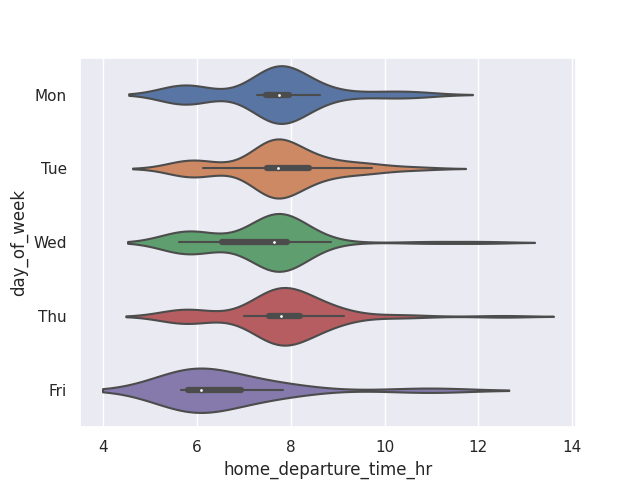 Mon
Tue
Wed
Thu
Fri
day_of_week
4 6 8 10 12 14
home_departure_time_hr